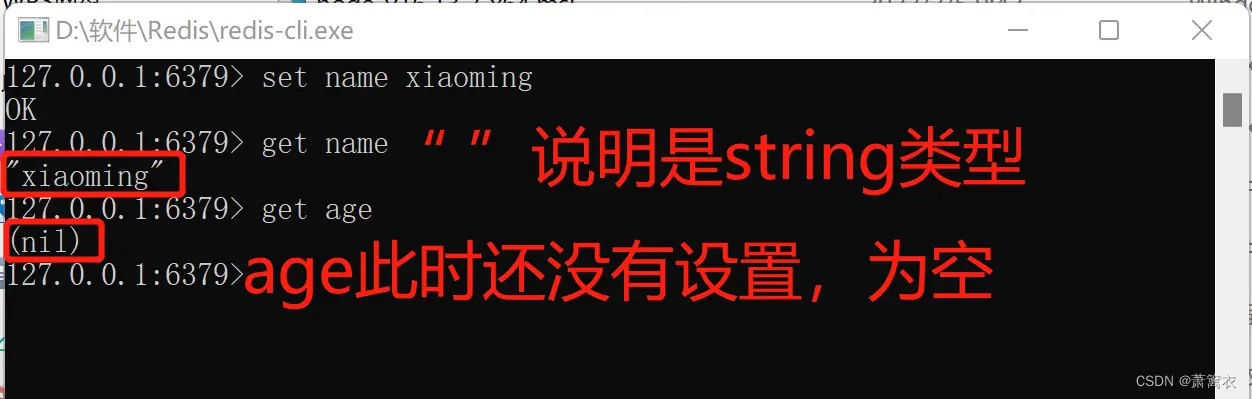 D:\软件\Redis\redis-cli.exe
127.0.0.1:6379> set name xiaoming
OK
127.0.0.1:6379> get name “ ” 说明是string类型
"xiaoming"
127.0.0.1:6379> get age
(nil)
127.0.0.1:6379> age此时还没有设置，为空
CSDN @萧篱衣